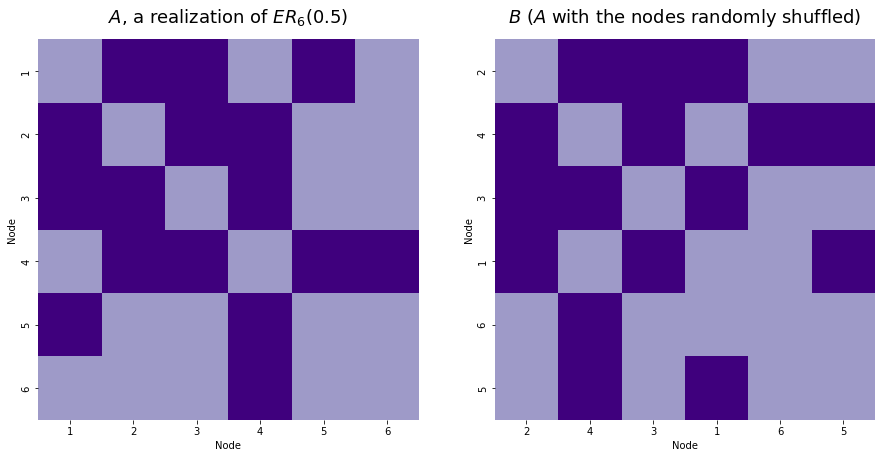 A, a realization of ER₆(0.5)
B (A with the nodes randomly shuffled)
Node
1
2
3
4
5
6
1 2 3 4 5 6
Node
Node
2
4
3
1
6
5
2 4 3 1 6 5
Node